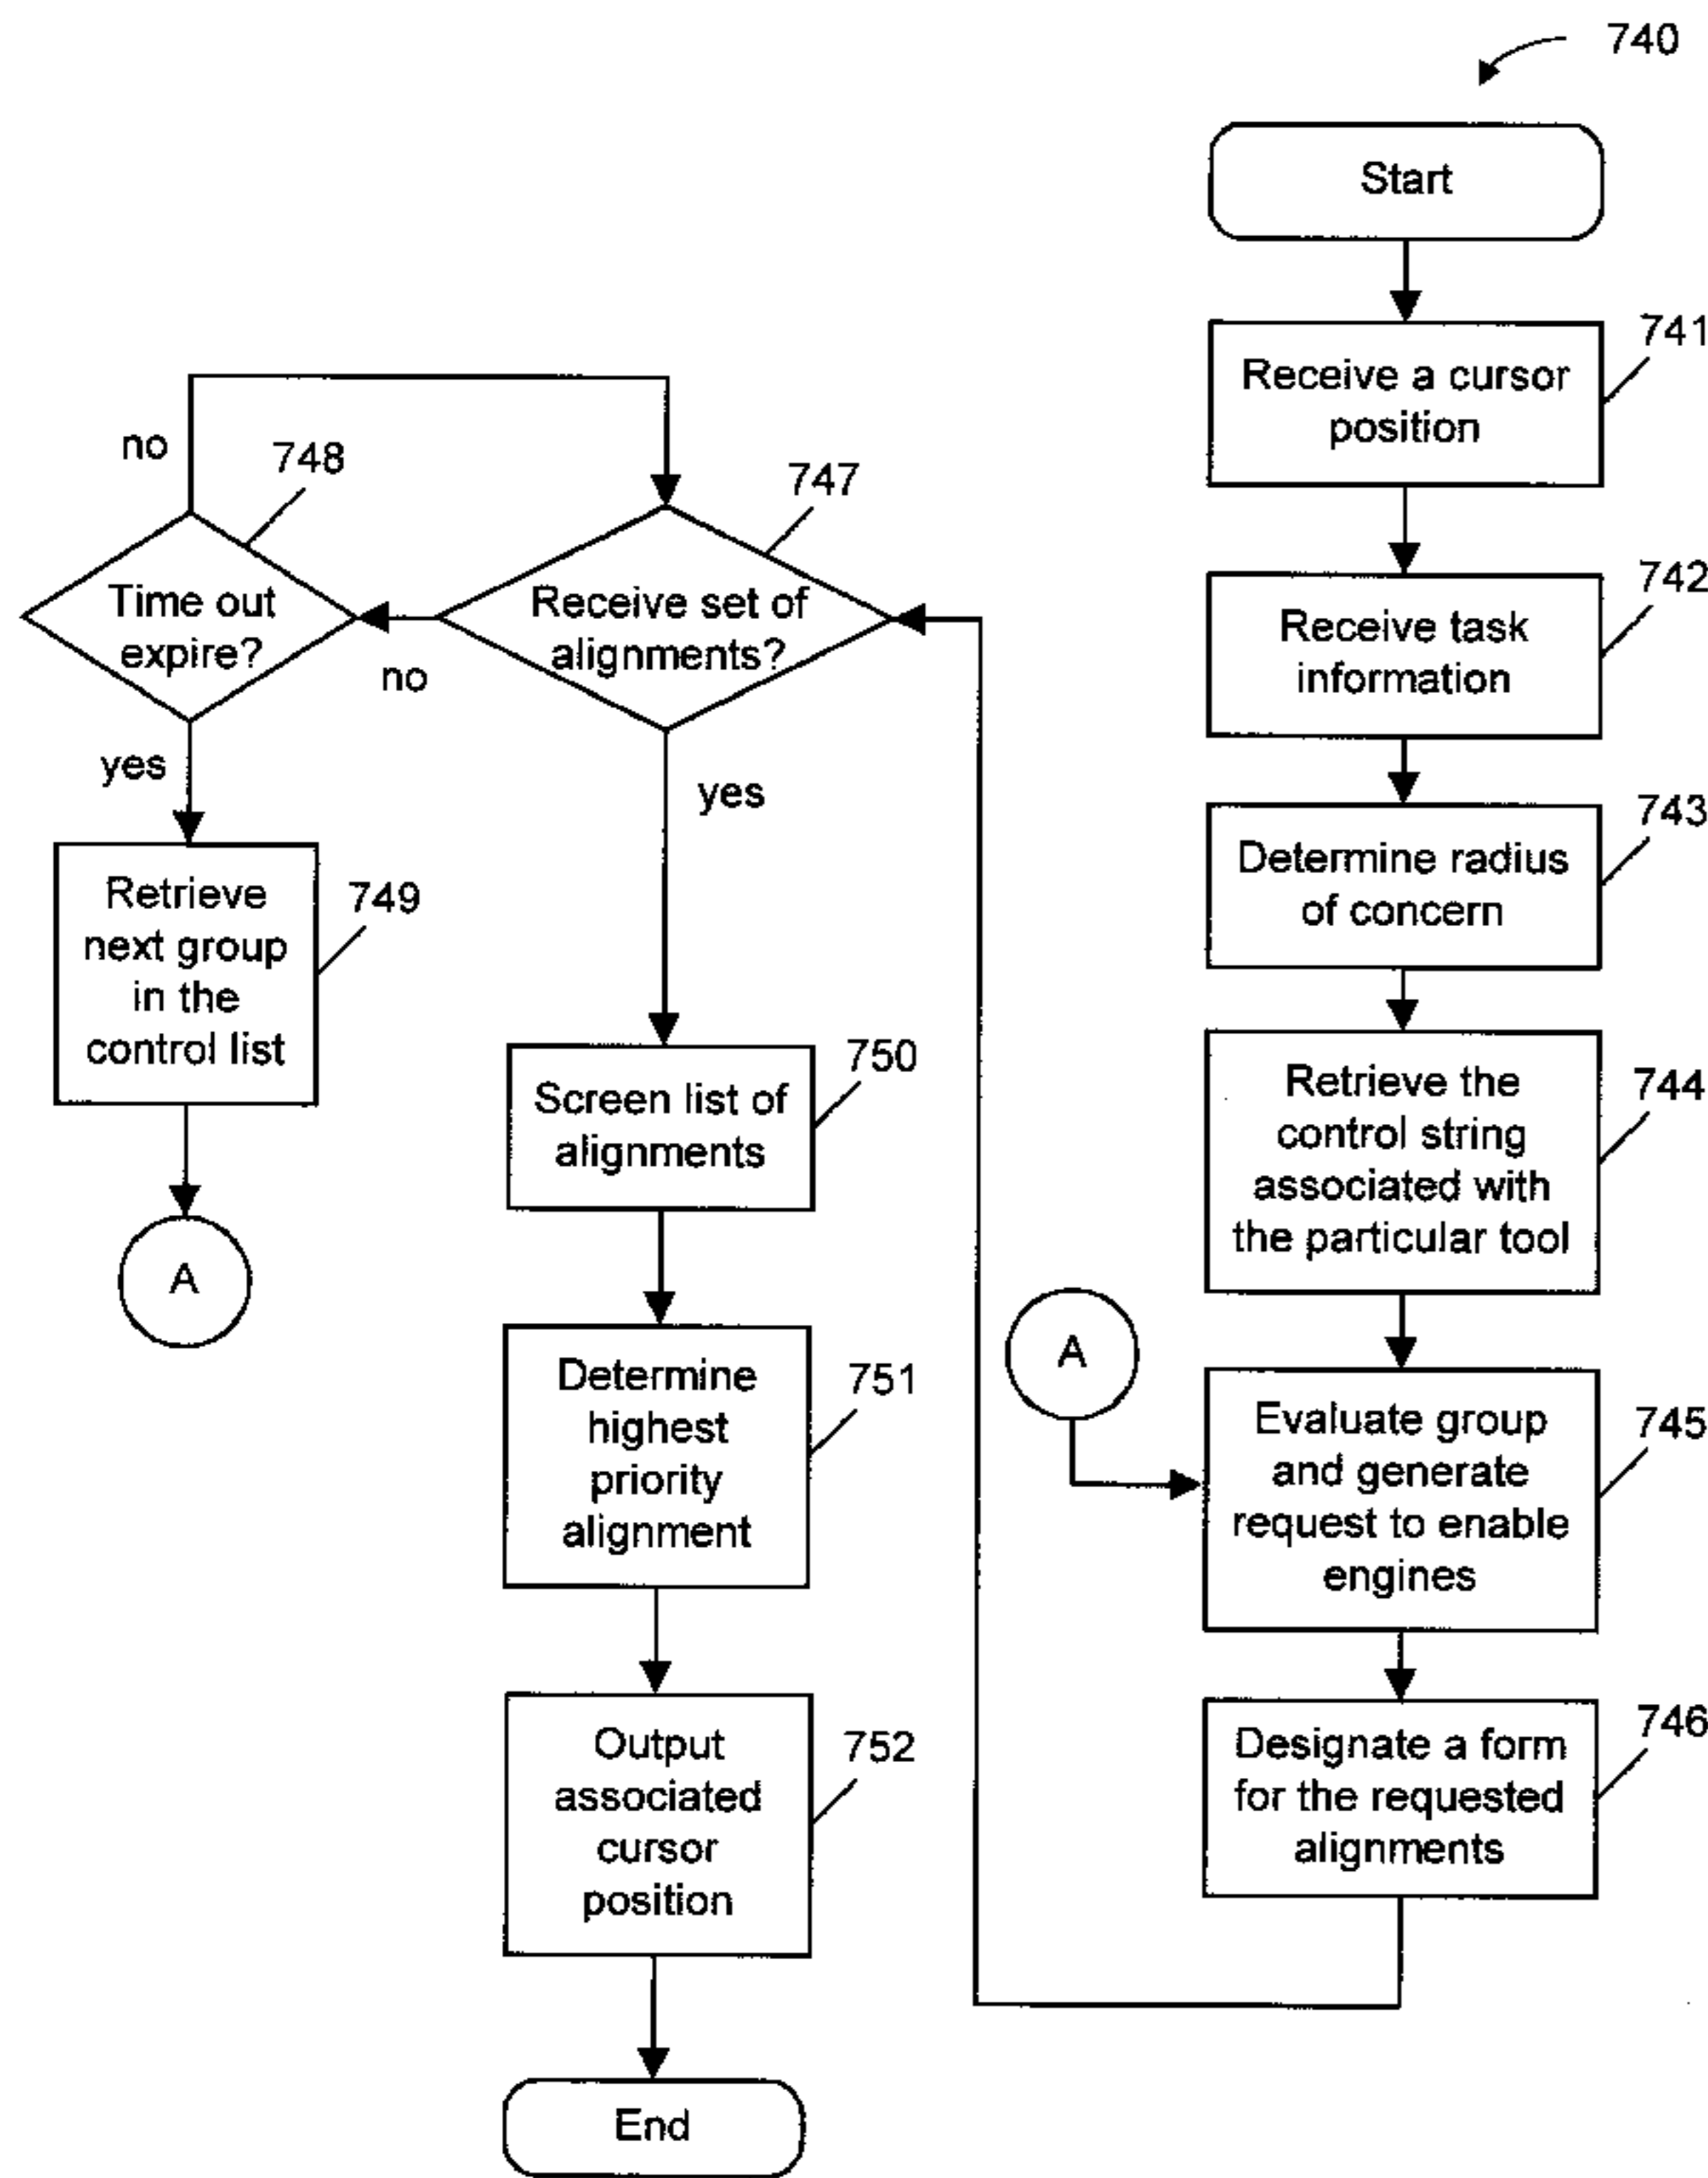 740
Start
741
Receive a cursor
position
742
Receive task
information
743
Determine radius
of concern
744
Retrieve the
control string
associated with
the particular tool
A
745
Evaluate group
and generate
request to enable
engines
746
Designate a form
for the requested
alignments
747
Receive set of
alignments?
no
yes
748
Time out
expire?
no
yes
749
Retrieve
next group
in the
control list
A
750
Screen list of
alignments
751
Determine
highest
priority
alignment
752
Output
associated
cursor
position
End